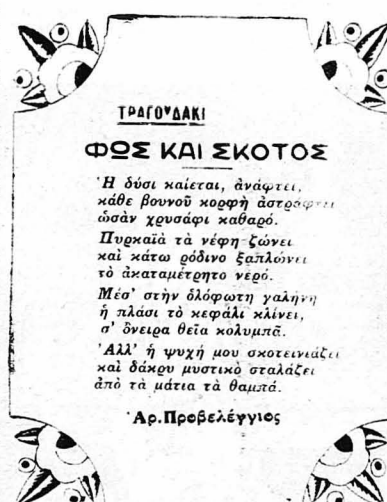 ΤΡΑΓΟΥΔΑΚΙ
ΦΩΣ ΚΑΙ ΣΚΟΤΟΣ
Ἡ δύσι καίεται, ἀνάφτει,
κάθε βουνοῦ κορφὴ ἀστράφτει
ὡσὰν χρυσάφι καθαρό.
Πυρκαϊὰ τὰ νέφη ζώνει
καὶ κάτω ρόδινο ξαπλώνει
τὸ ἀκαταμέτρητο νερό.
Μέσ' στὴν ὁλόφωτη γαλήνη
ἡ πλάσι τὸ κεφάλι κλίνει,
σ' ὄνειρα θεῖα κολυμπᾶ.
Ἀλλ' ἡ ψυχή μου σκοτεινιάζει
καὶ δάκρυ μυστικὸ σταλάζει
ἀπὸ τὰ μάτια τὰ θαμπά.
Ἀρ. Προβελέγγιος